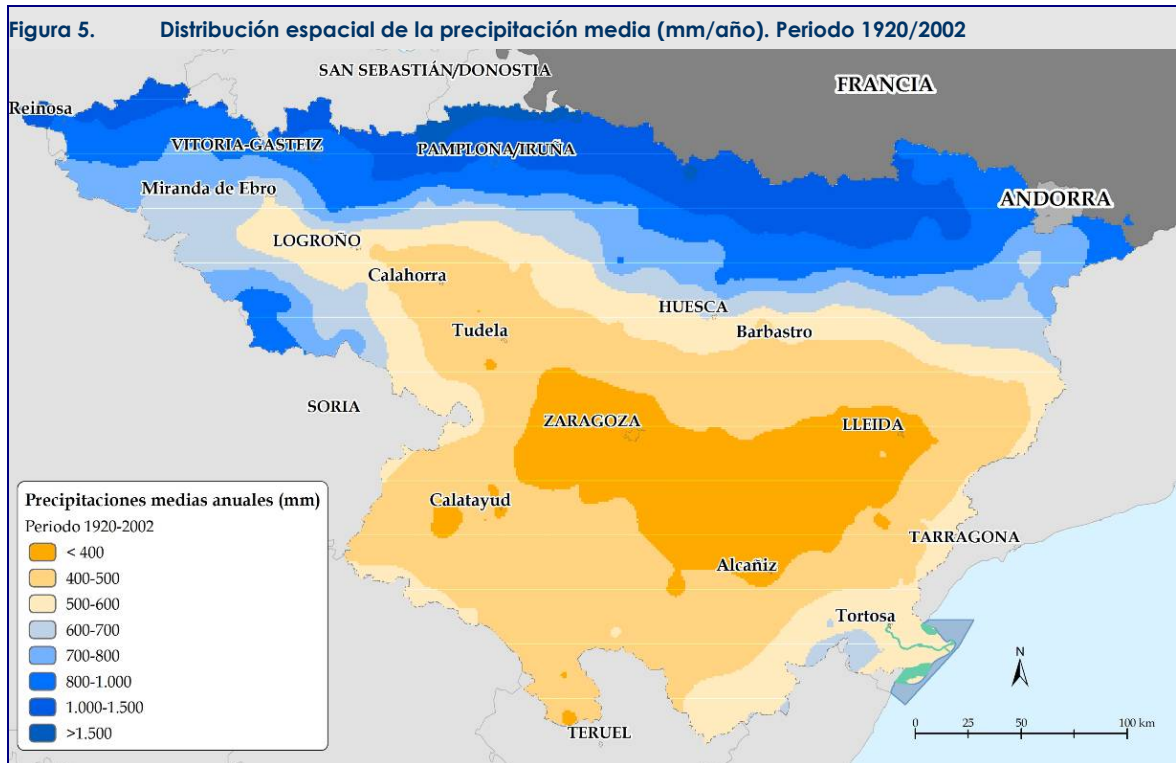 Figura 5. Distribución espacial de la precipitación media (mm/año). Periodo 1920/2002
SAN SEBASTIÁN/DONOSTIA
FRANCIA
Reinosa
VITORIA-GASTEIZ
PAMPLONA/IRUÑA
Miranda de Ebro
ANDORRA
LOGROÑO
Calahorra
HUESCA
Tudela
Barbastro
SORIA
ZARAGOZA
LLEIDA
Calatayud
TARRAGONA
Alcañiz
Tortosa
TERUEL
Precipitaciones medias anuales (mm)
Periodo 1920-2002
< 400
400-500
500-600
600-700
700-800
800-1.000
1.000-1.500
>1.500
N
0 25 50 100 km